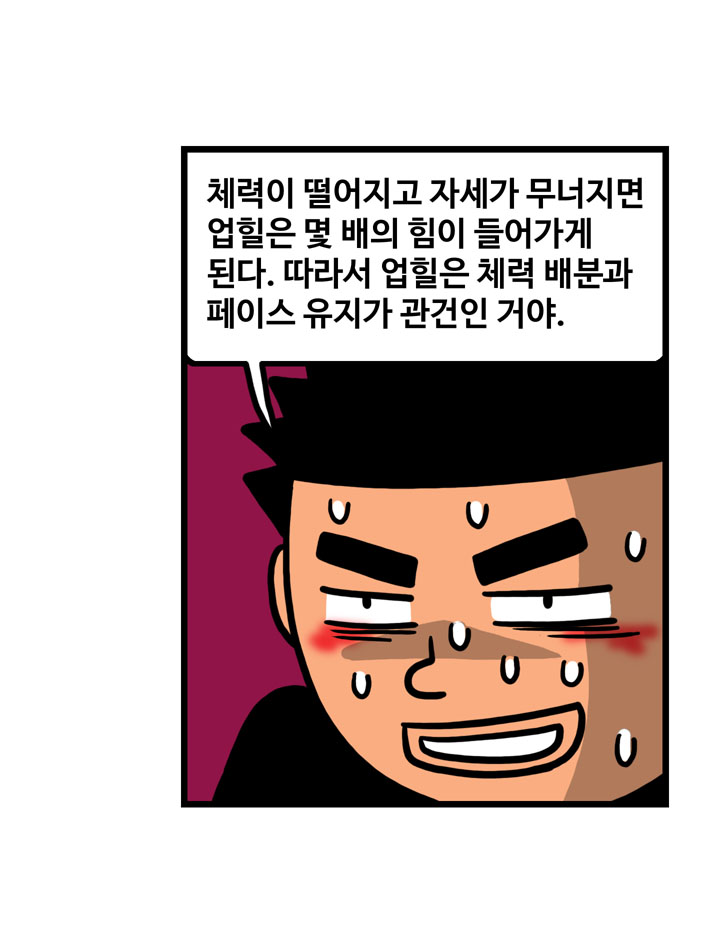 체력이 떨어지고 자세가 무너지면
업힐은 몇 배의 힘이 들어가게
된다. 따라서 업힐은 체력 배분과
페이스 유지가 관건인 거야.